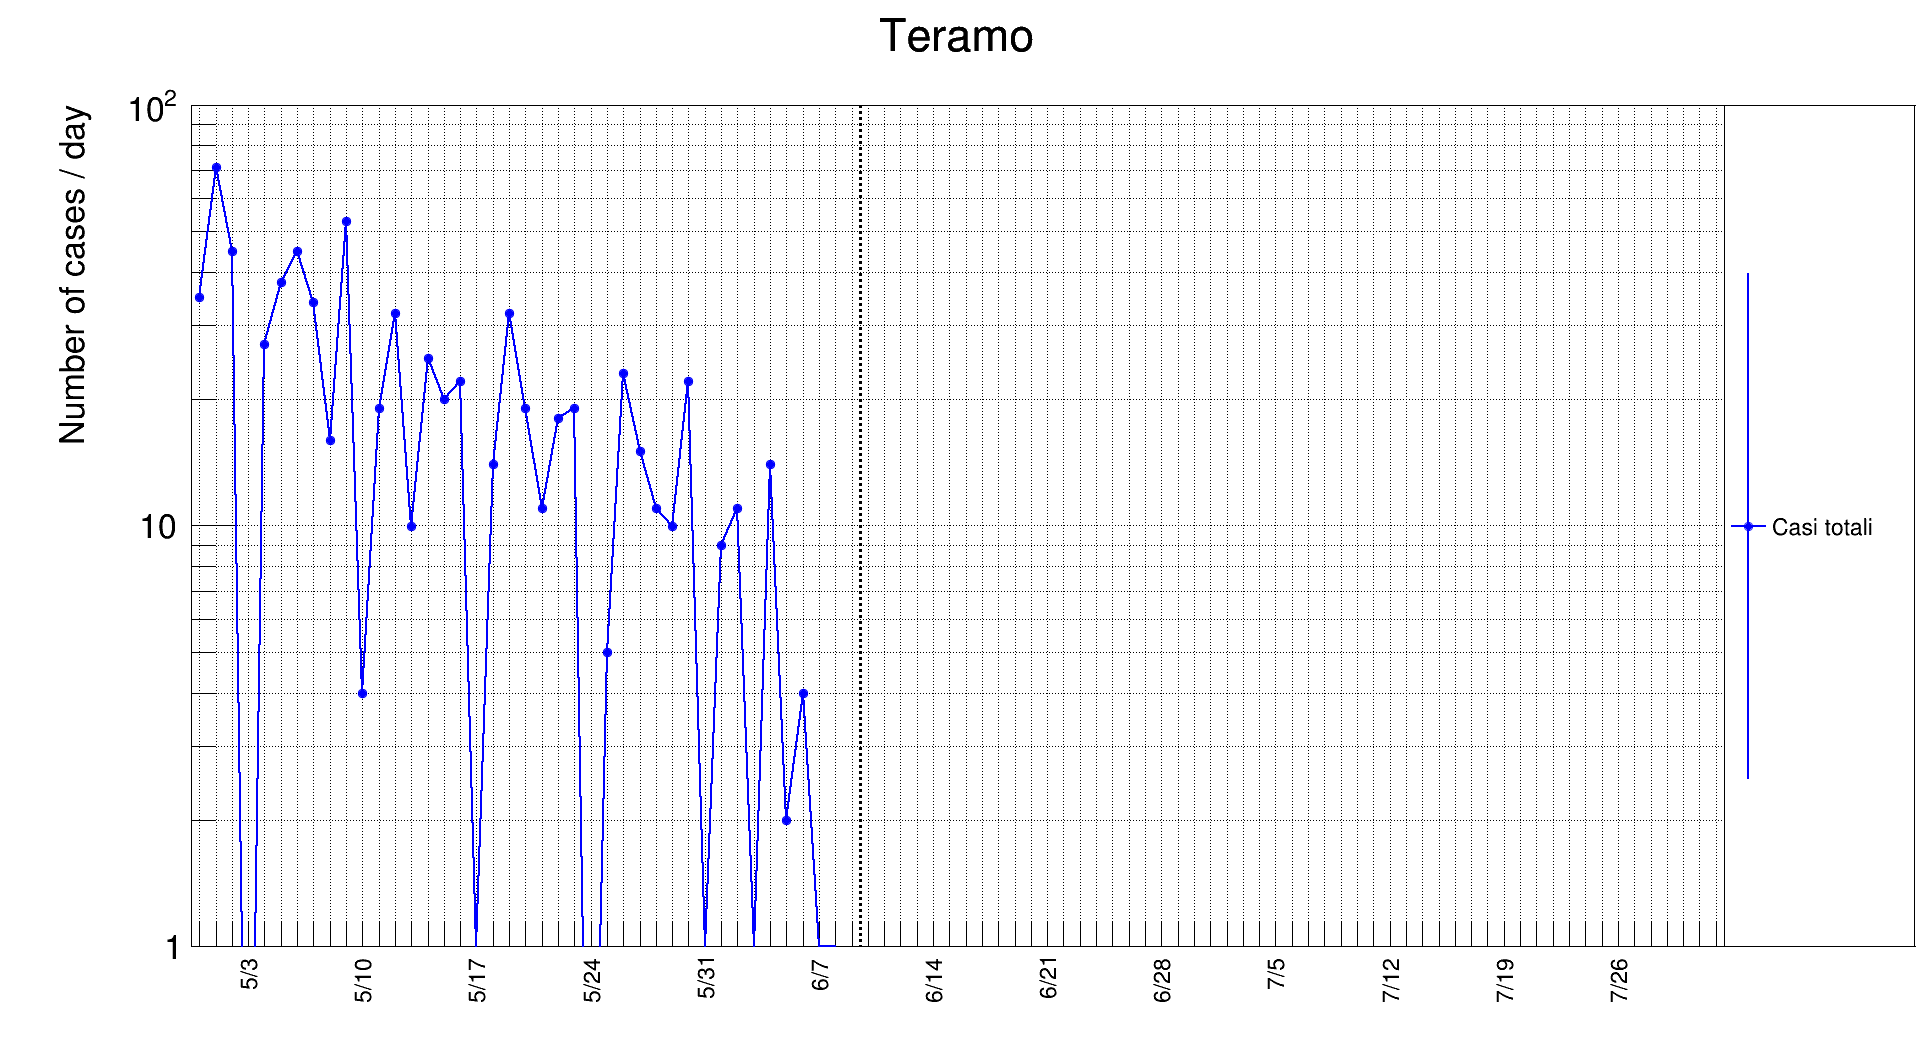 Teramo
Number of cases / day
10²
10
1
5/3 5/10 5/17 5/24 5/31 6/7 6/14 6/21 6/28 7/5 7/12 7/19 7/26
Casi totali